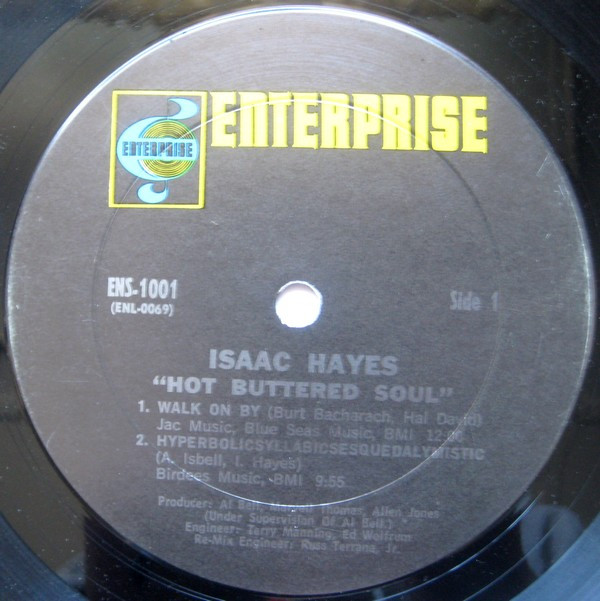 ENTERPRISE
ENTERPRISE
ENS-1001
(ENL-0069)
Side 1
ISAAC HAYES
"HOT BUTTERED SOUL"
1. WALK ON BY (Burt Bacharach, Hal David)
Jac Music, Blue Seas Music, BMI 12:00
2. HYPERBOLICSYLLABICSESQUEDALYMISTIC
(A. Isbell, I. Hayes)
Birdees Music, BMI 9:55
Producer: Al Bell, Marvell Thomas, Allen Jones
(Under Supervision Of Al Bell.)
Engineer: Terry Manning, Ed Wolfrum
Re-Mix Engineer: Russ Terrana, Jr.